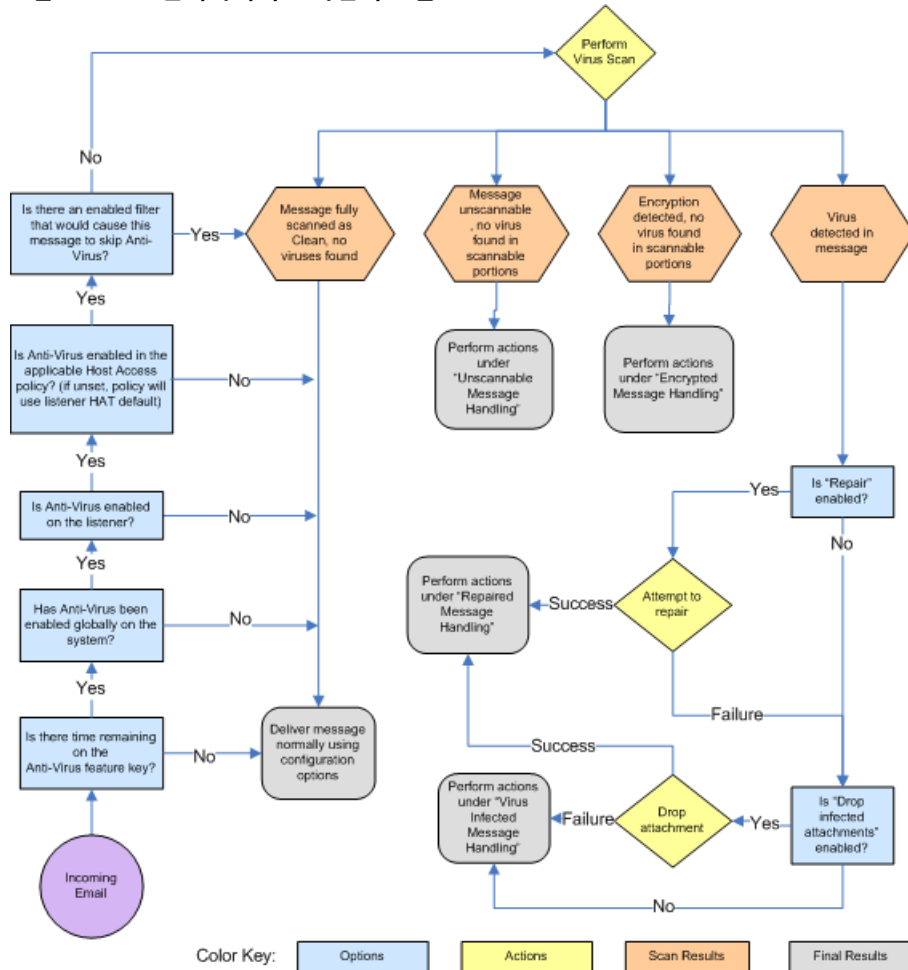 Perform
Virus Scan
No
Is there an enabled filter
that would cause this
message to skip Anti-
Virus?
Yes
Message fully
scanned as
Clean, no
viruses found
Message
unscannable
, no virus
found in
scannable
portions
Encryption
detected, no
virus found
in scannable
portions
Virus
detected in
message
Yes
Is Anti-Virus enabled in the
applicable Host Access
policy? (if unset, policy will
use listener HAT default)
No
Perform actions
under
"Unscannable
Message
Handling"
Perform actions
under "Encrypted
Message Handling"
Yes
Is Anti-Virus enabled
on the listener?
No
Is "Repair"
enabled?
Yes
No
Yes
Has Anti-Virus been
enabled globally on the
system?
No
Perform actions
under "Repaired
Message
Handling"
Success
Attempt to
repair
Failure
Yes
Is there time remaining
on the
Anti-Virus feature key?
No
Deliver message
normally using
configuration
options
Success
Perform actions
under "Virus
Infected
Message
Handling"
Failure
Drop
attachment
Yes
Is "Drop
infected
attachments"
enabled?
No
Incoming
Email
Color Key:
Options
Actions
Scan Results
Final Results